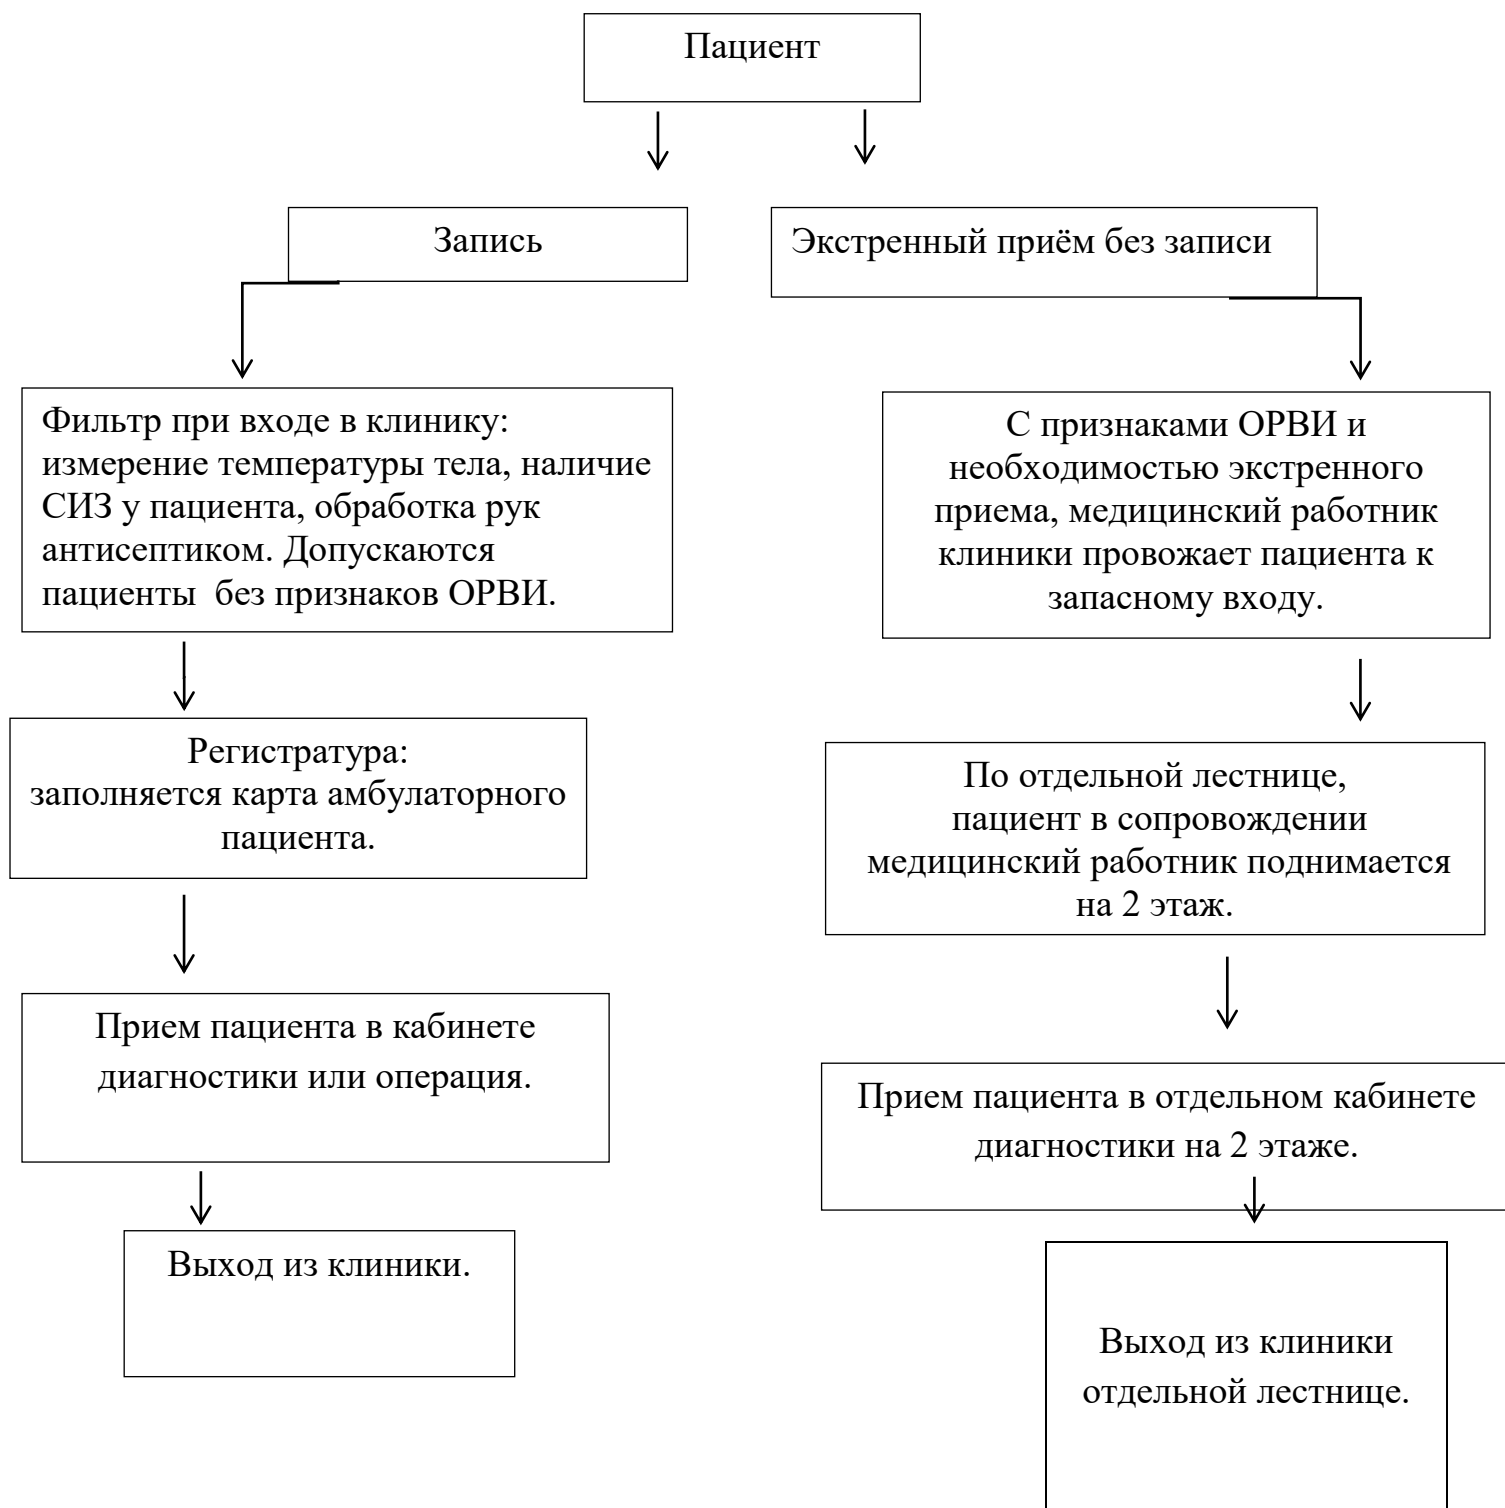 Пациент
Запись
Экстренный приём без записи
Фильтр при входе в клинику:
измерение температуры тела, наличие
СИЗ у пациента, обработка рук
антисептиком. Допускаются
пациенты  без признаков ОРВИ.
С признаками ОРВИ и
необходимостью экстренного
приема, медицинский работник
клиники провожает пациента к
запасному входу.
Регистратура:
заполняется карта амбулаторного
пациента.
По отдельной лестнице,
пациент в сопровождении
медицинский работник поднимается
на 2 этаж.
Прием пациента в кабинете
диагностики или операция.
Прием пациента в отдельном кабинете
диагностики на 2 этаже.
Выход из клиники.
Выход из клиники
отдельной лестнице.